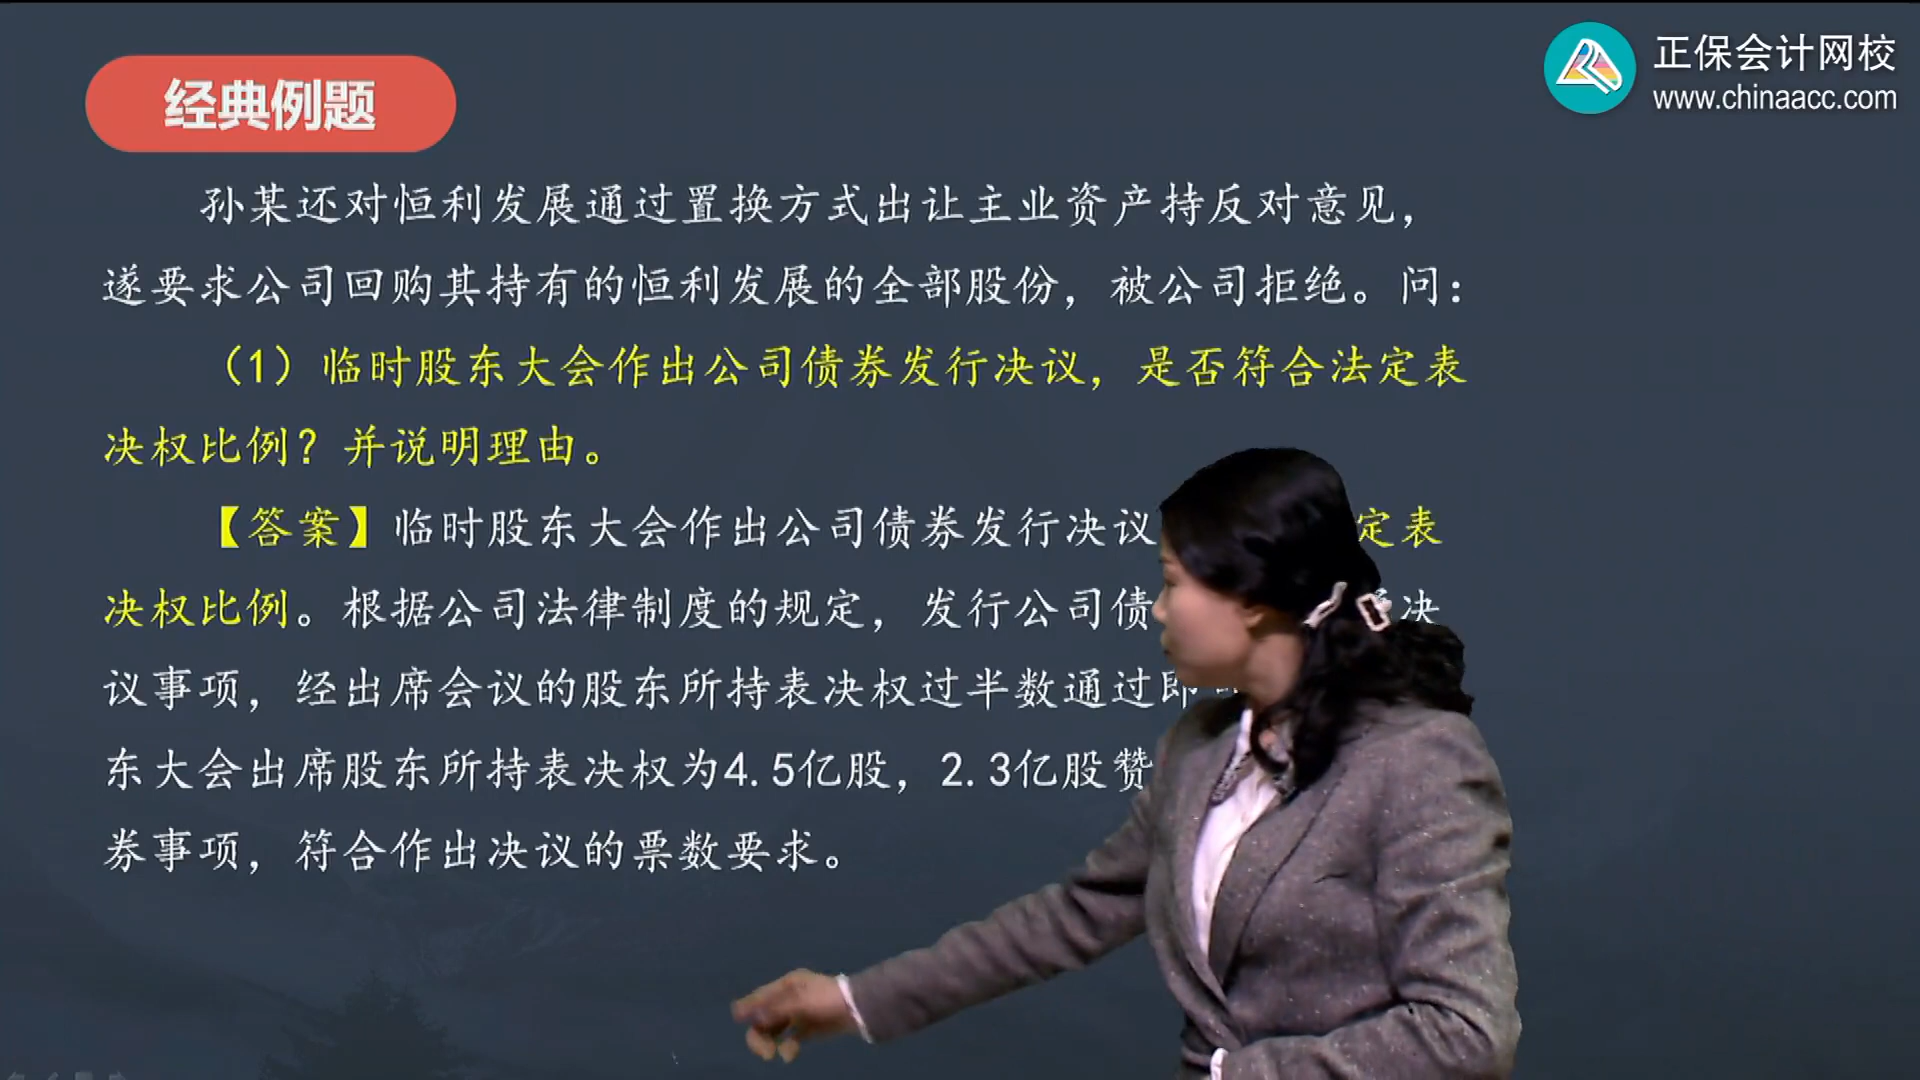 正保会计网校
www.chinaacc.com
经典例题
孙某还对恒利发展通过置换方式出让主业资产持反对意见，
遂要求公司回购其持有的恒利发展的全部股份，被公司拒绝。问：
（1）临时股东大会作出公司债券发行决议，是否符合法定表
决权比例？并说明理由。
【答案】临时股东大会作出公司债券发行决议 定表
决权比例。根据公司法律制度的规定，发行公司债 决
议事项，经出席会议的股东所持表决权过半数通过即
东大会出席股东所持表决权为4.5亿股，2.3亿股赞
券事项，符合作出决议的票数要求。